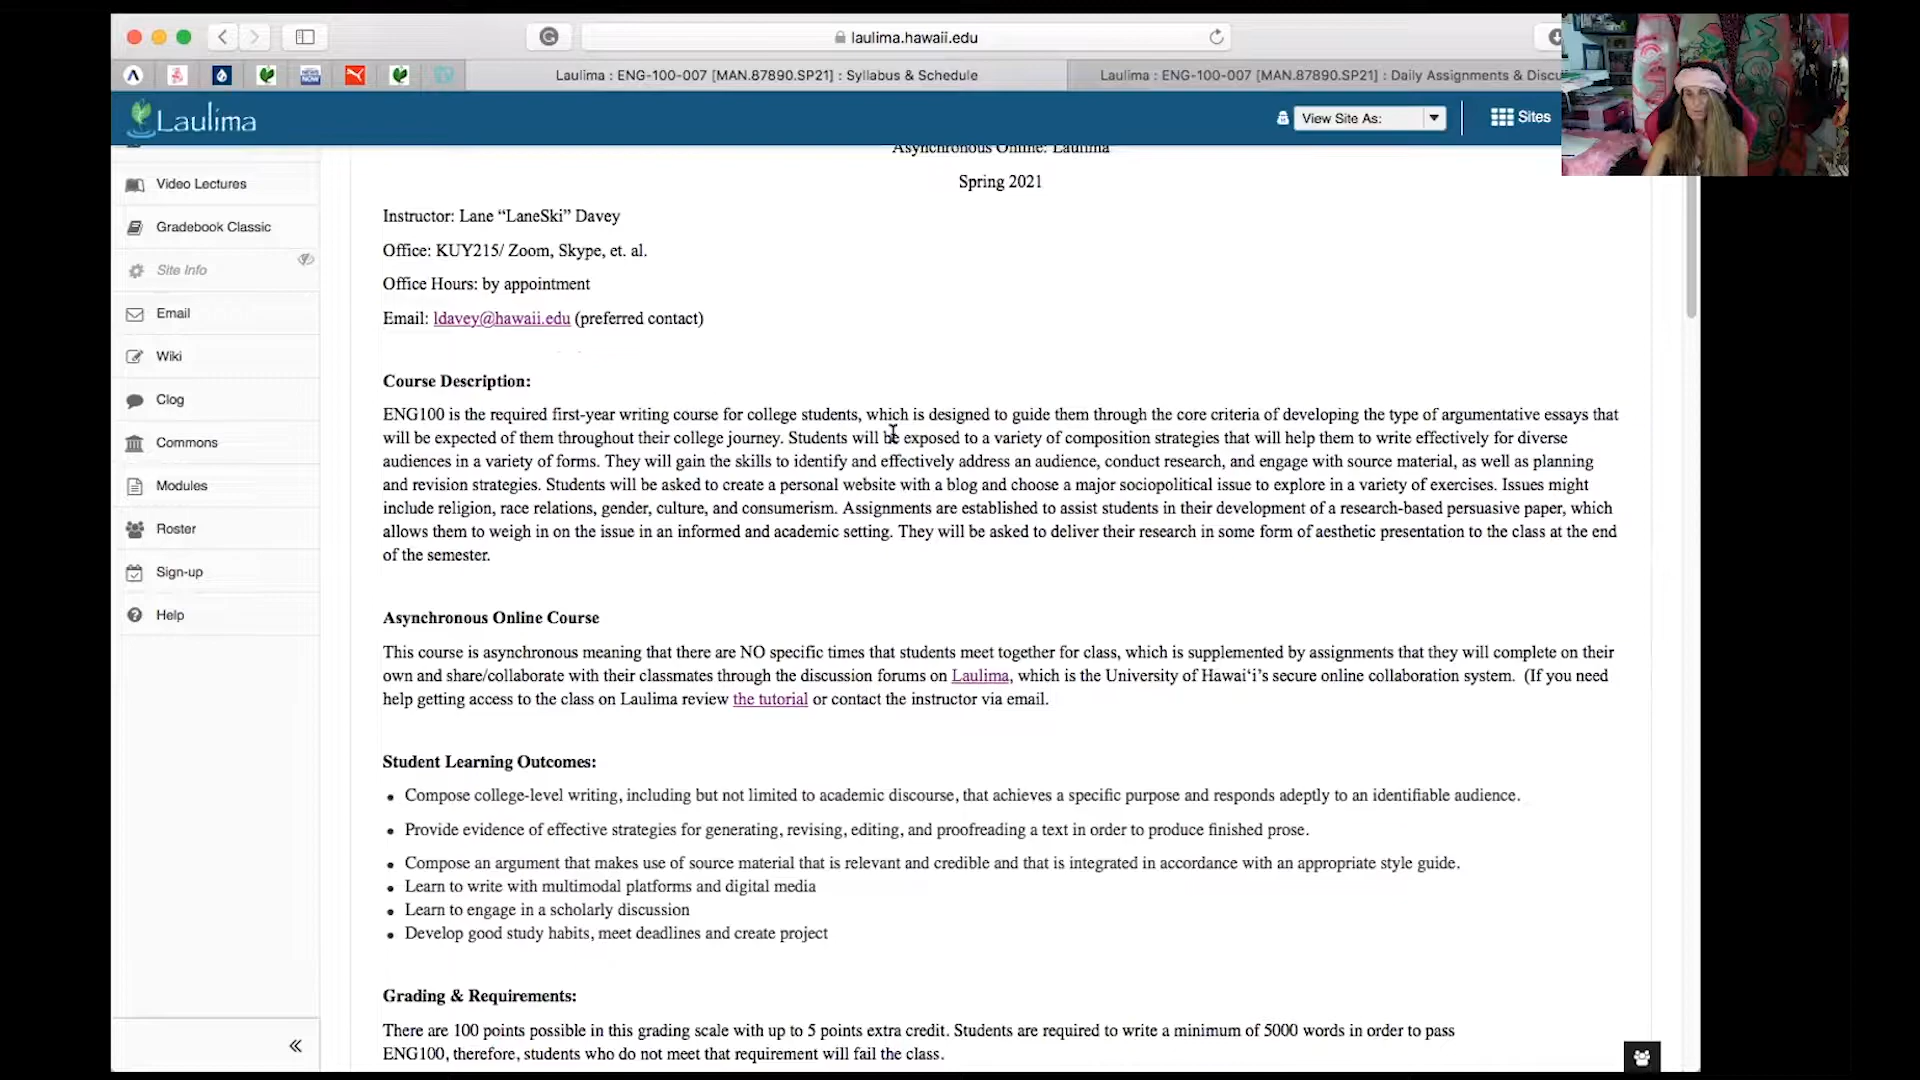 laulima.hawaii.edu
Laulima : ENG-100-007 [MAN.87890.SP21] : Syllabus & Schedule
Laulima : ENG-100-007 [MAN.87890.SP21] : Daily Assignments & Discu
Laulima
View Site As:
Sites
Video Lectures
Gradebook Classic
Site Info
Email
Wiki
Clog
Commons
Modules
Roster
Sign-up
Help
Asynchronous Online: Laulima
Spring 2021
Instructor: Lane “LaneSki” Davey
Office: KUY215/ Zoom, Skype, et. al.
Office Hours: by appointment
Email: ldavey@hawaii.edu (preferred contact)
Course Description:
ENG100 is the required first-year writing course for college students, which is designed to guide them through the core criteria of developing the type of argumentative essays that
will be expected of them throughout their college journey. Students will be exposed to a variety of composition strategies that will help them to write effectively for diverse
audiences in a variety of forms. They will gain the skills to identify and effectively address an audience, conduct research, and engage with source material, as well as planning
and revision strategies. Students will be asked to create a personal website with a blog and choose a major sociopolitical issue to explore in a variety of exercises. Issues might
include religion, race relations, gender, culture, and consumerism. Assignments are established to assist students in their development of a research-based persuasive paper, which
allows them to weigh in on the issue in an informed and academic setting. They will be asked to deliver their research in some form of aesthetic presentation to the class at the end
of the semester.
Asynchronous Online Course
This course is asynchronous meaning that there are NO specific times that students meet together for class, which is supplemented by assignments that they will complete on their
own and share/collaborate with their classmates through the discussion forums on Laulima, which is the University of Hawai‘i’s secure online collaboration system. (If you need
help getting access to the class on Laulima review the tutorial or contact the instructor via email.
Student Learning Outcomes:
• Compose college-level writing, including but not limited to academic discourse, that achieves a specific purpose and responds adeptly to an identifiable audience.
• Provide evidence of effective strategies for generating, revising, editing, and proofreading a text in order to produce finished prose.
• Compose an argument that makes use of source material that is relevant and credible and that is integrated in accordance with an appropriate style guide.
• Learn to write with multimodal platforms and digital media
• Learn to engage in a scholarly discussion
• Develop good study habits, meet deadlines and create project
Grading & Requirements:
There are 100 points possible in this grading scale with up to 5 points extra credit. Students are required to write a minimum of 5000 words in order to pass
ENG100, therefore, students who do not meet that requirement will fail the class.